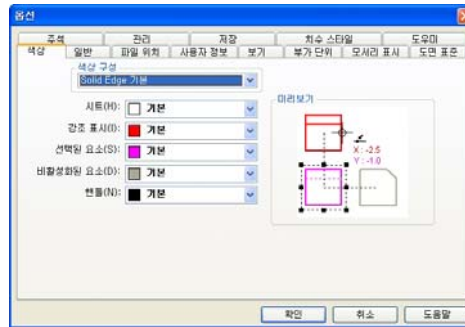 옵션
주석 관리 저장 치수 스타일 도우미
색상 일반 파일 위치 사용자 정보 보기 부가 단위 모서리 표시 도면 표준
색상 구성
Solid Edge 기본
시트(H): 기본
강조 표시(I): 기본
선택된 요소(S): 기본
비활성화된 요소(D): 기본
핸들(N): 기본
미리보기
X : -2.5
Y : -1.0
확인 취소 도움말